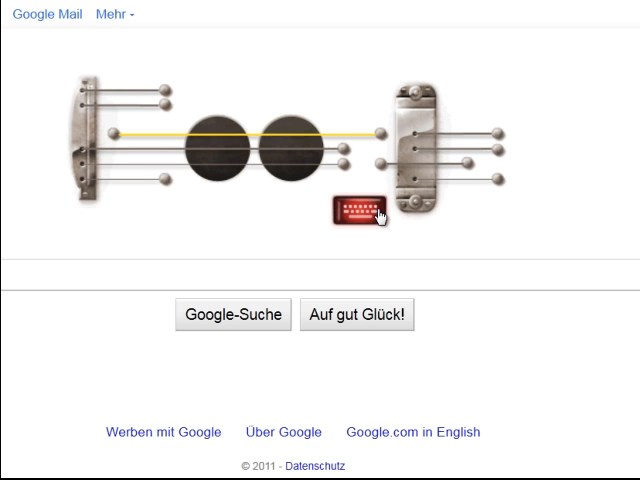 Google Mail Mehr
Google-Suche Auf gut Glück!
Werben mit Google Über Google Google.com in English
© 2011 - Datenschutz